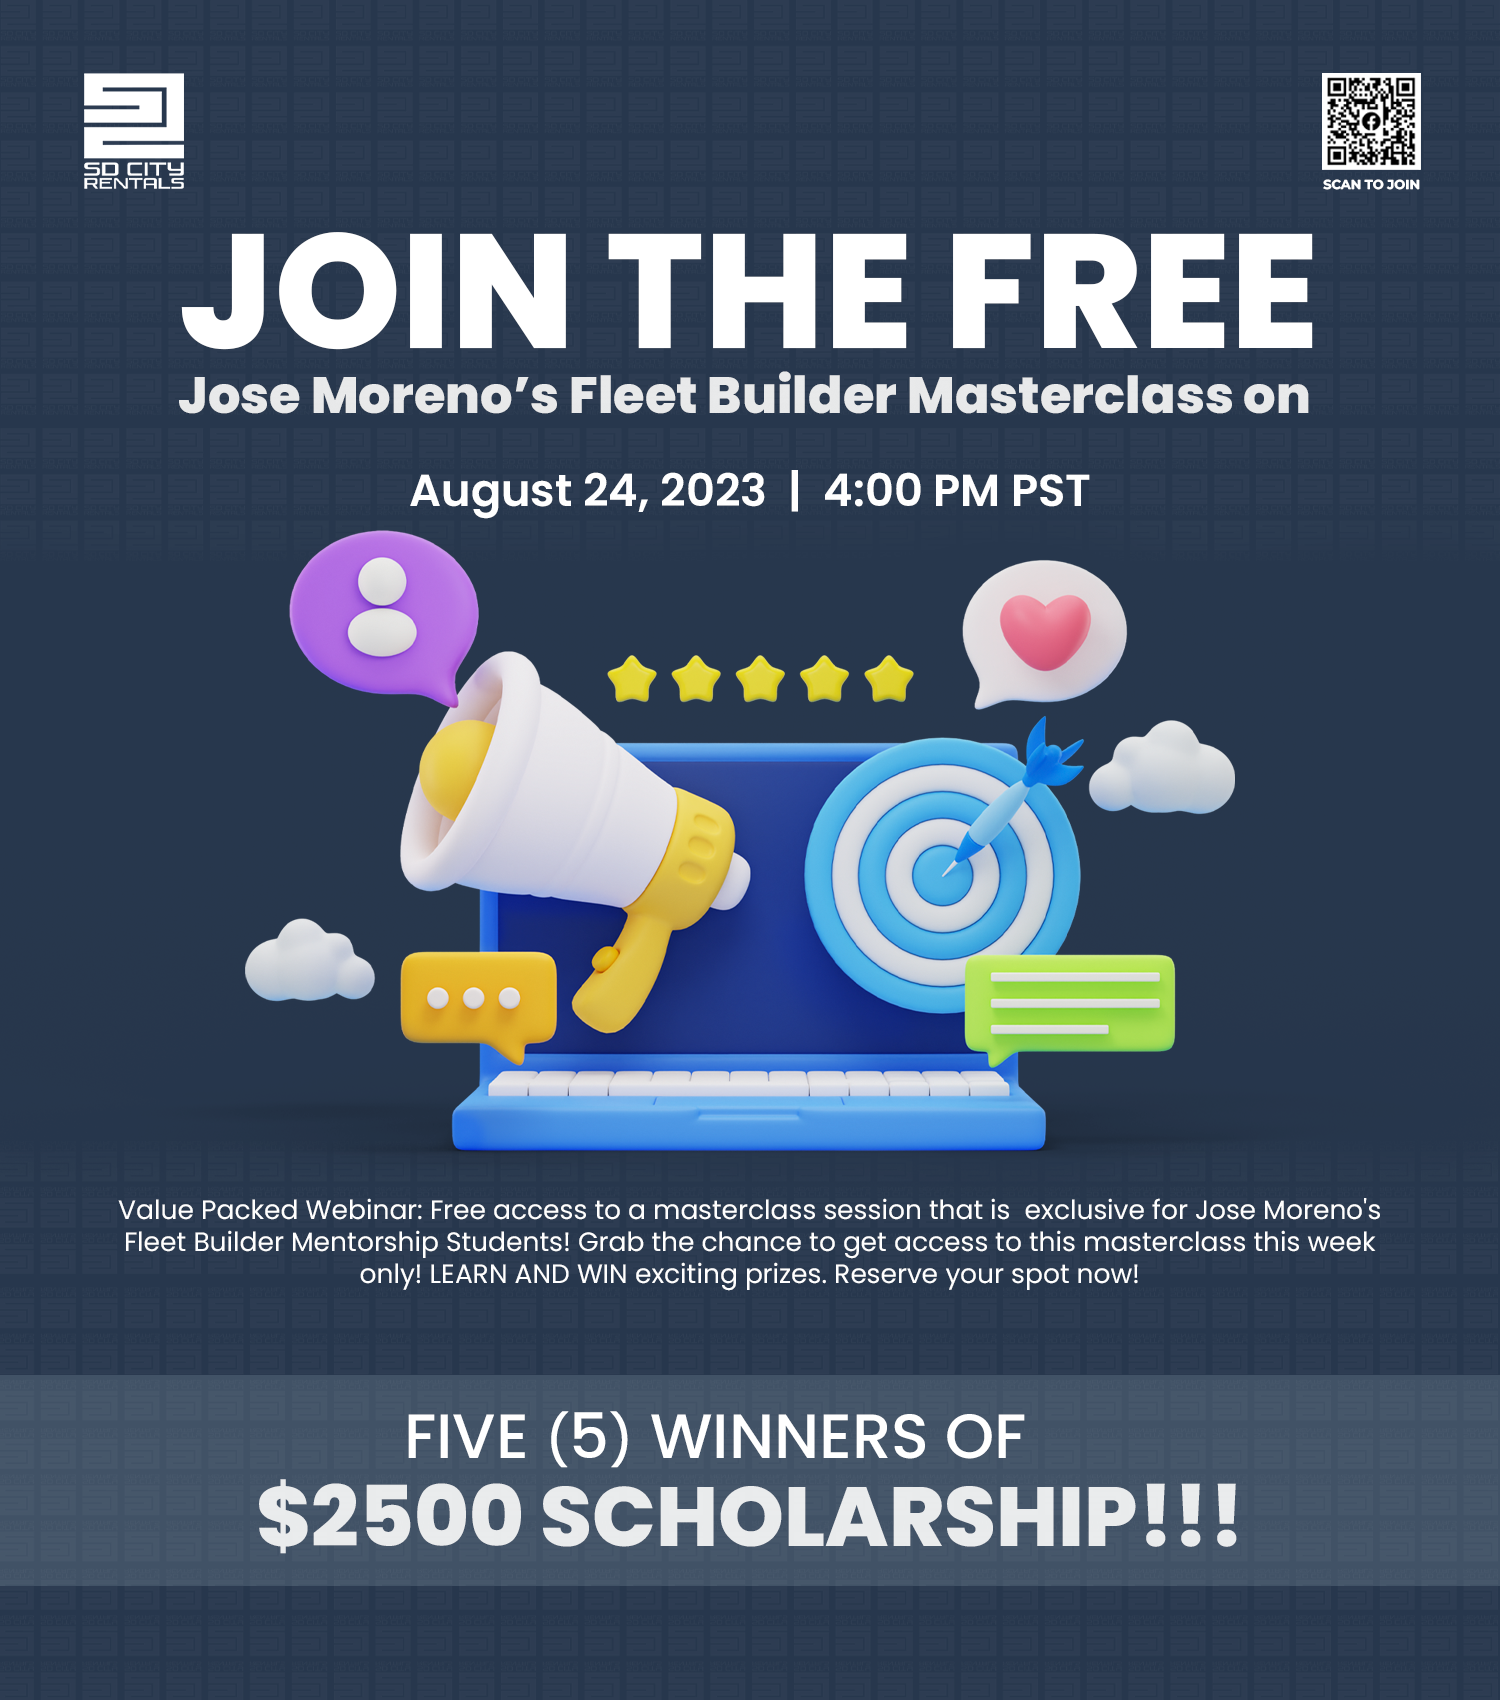 SD CITY
RENTALS
SCAN TO JOIN
JOIN THE FREE
Jose Moreno’s Fleet Builder Masterclass on
August 24, 2023 | 4:00 PM PST
Value Packed Webinar: Free access to a masterclass session that is  exclusive for Jose Moreno's
Fleet Builder Mentorship Students! Grab the chance to get access to this masterclass this week
only! LEARN AND WIN exciting prizes. Reserve your spot now!
FIVE (5) WINNERS OF
$2500 SCHOLARSHIP!!!